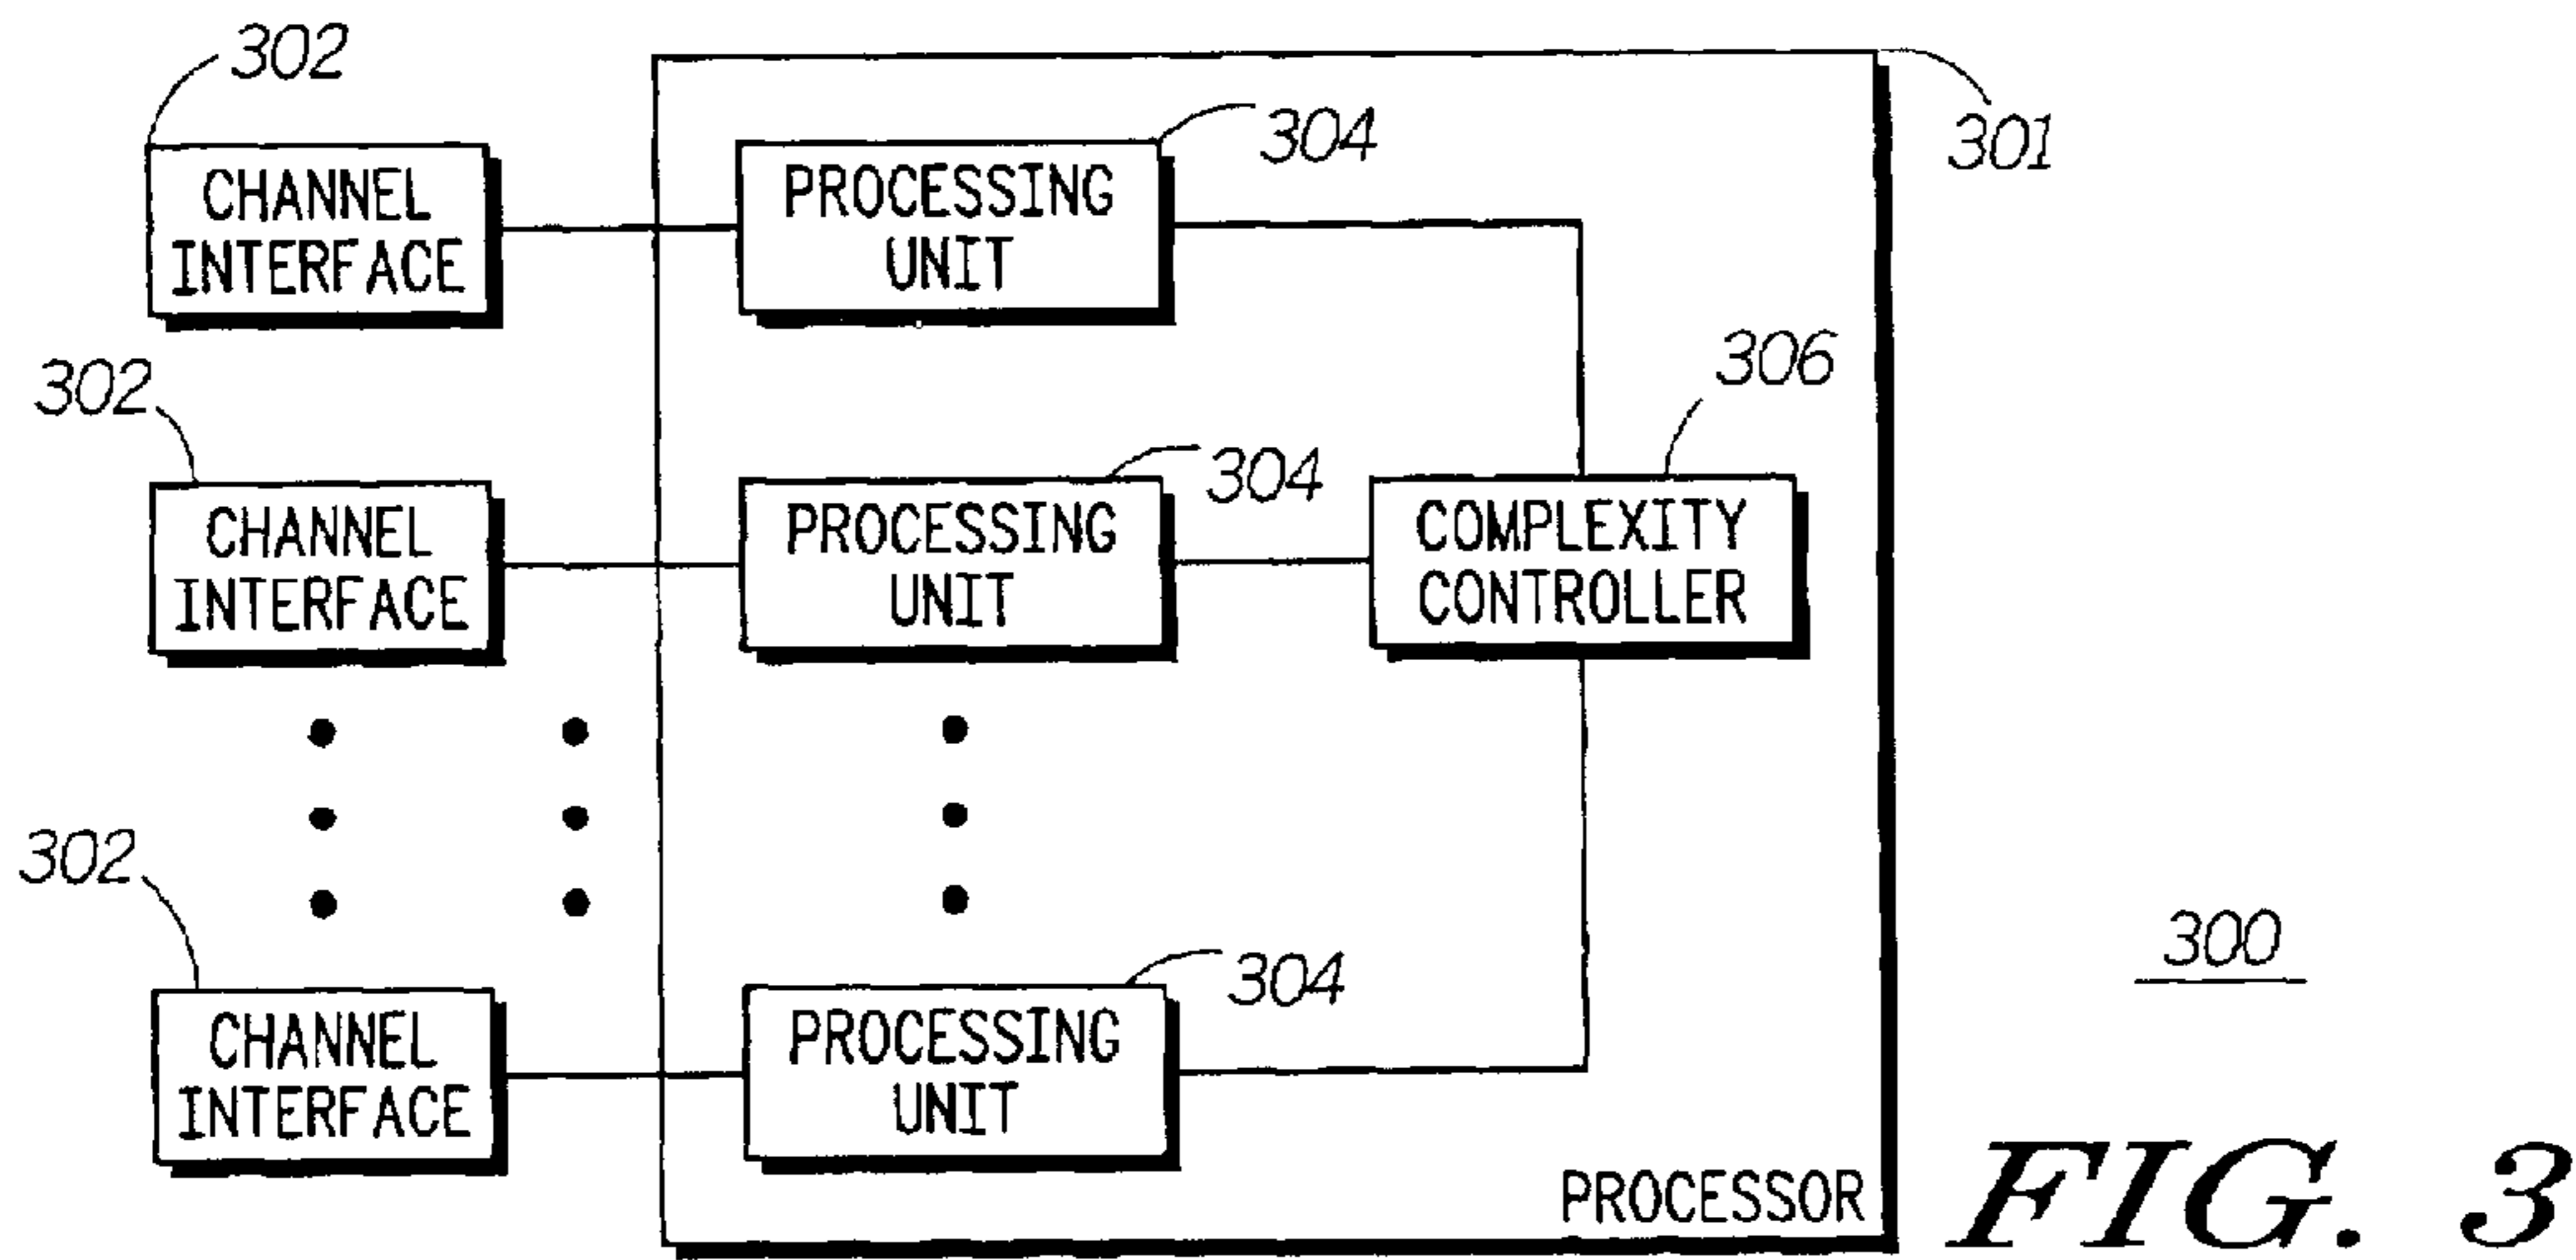 302
301
304
CHANNEL
INTERFACE
PROCESSING
UNIT
302
304
306
CHANNEL
INTERFACE
PROCESSING
UNIT
COMPLEXITY
CONTROLLER
302
304
300
CHANNEL
INTERFACE
PROCESSING
UNIT
PROCESSOR
FIG. 3